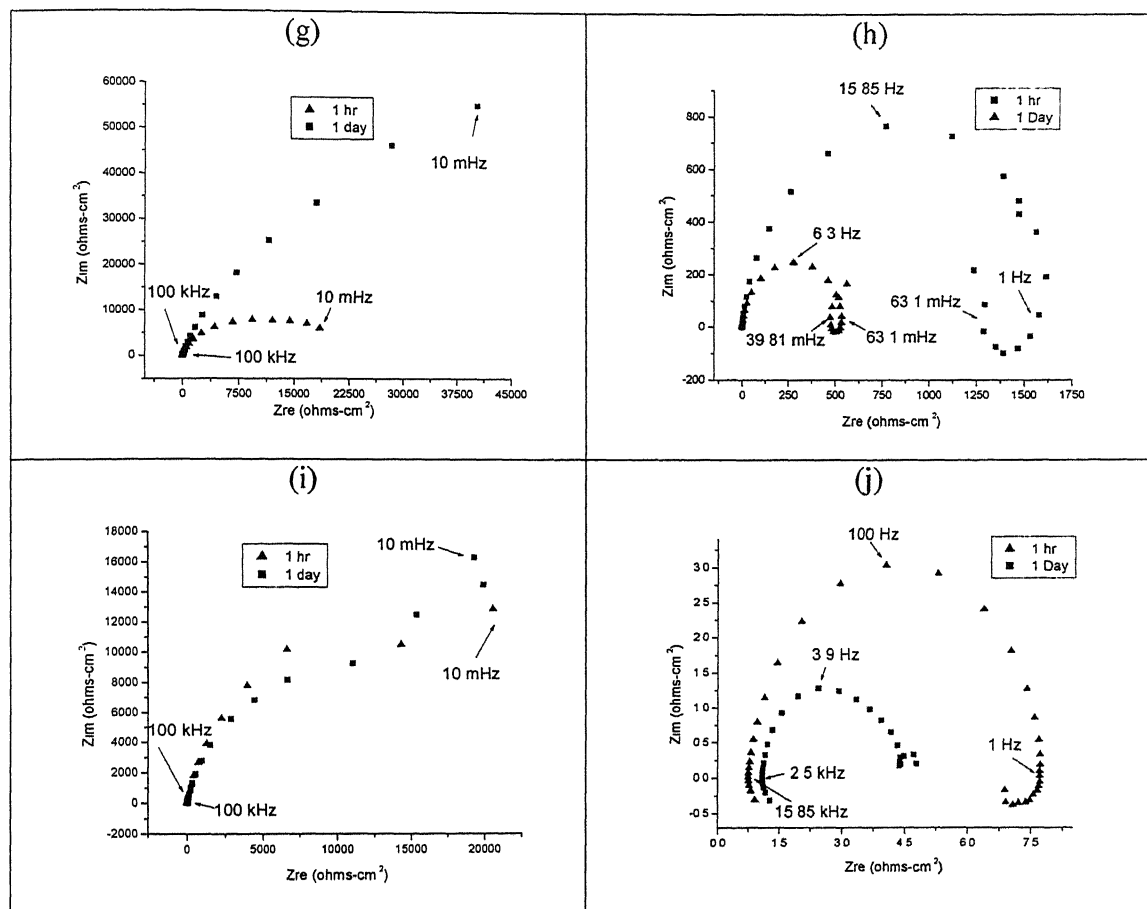 (g)
60000
50000
40000
30000
20000
10000
0
Zim (ohms-cm²)
1 hr
1 day
10 mHz
100 kHz
10 mHz
100 kHz
0 7500 15000 22500 30000 37500 45000
Zre (ohms-cm²)
(h)
800
600
400
200
0
-200
Zim (ohms-cm²)
15 85 Hz
1 hr
1 Day
6 3 Hz
1 Hz
63 1 mHz
39 81 mHz
63 1 mHz
0 250 500 750 1000 1250 1500 1750
Zre (ohms-cm²)
(i)
18000
16000
14000
12000
10000
8000
6000
4000
2000
0
-2000
Zim (ohms-cm²)
1 hr
1 day
10 mHz
10 mHz
100 kHz
100 kHz
0 5000 10000 15000 20000
Zre (ohms-cm²)
(j)
3 0
2 5
2 0
1 5
1 0
0 5
0 0
-0 5
Zim (ohms-cm²)
100 Hz
1 hr
1 Day
3 9 Hz
1 Hz
2 5 kHz
15 85 kHz
0 0 1 5 3 0 4 5 6 0 7 5
Zre (ohms-cm²)